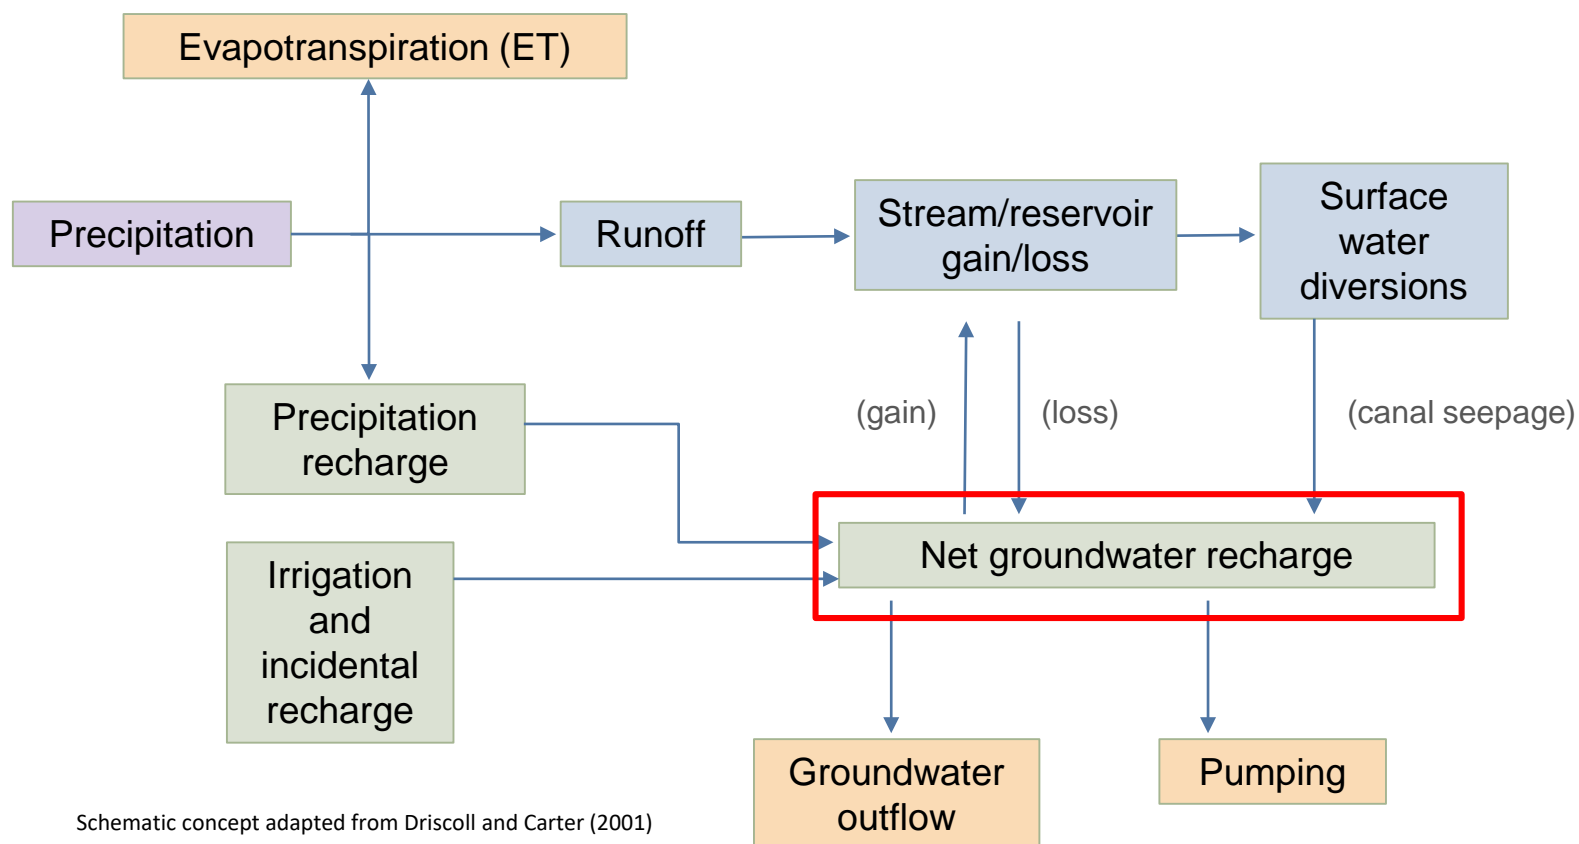 Evapotranspiration (ET)
Precipitation
Runoff
Stream/reservoir
gain/loss
Surface
water
diversions
Precipitation
recharge
(gain)
(loss)
(canal seepage)
Irrigation
and
incidental
recharge
Net groundwater recharge
Groundwater
outflow
Pumping
Schematic concept adapted from Driscoll and Carter (2001)